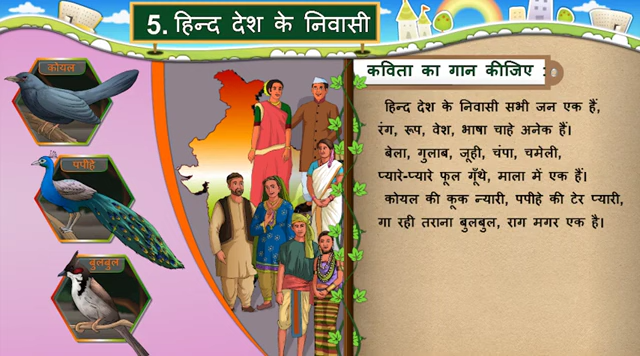 5. हिन्द देश के निवासी
कोयल
पपीहे
बुलबुल
कविता का गान कीजिए :
हिन्द देश के निवासी सभी जन एक हैं,
रंग, रूप, वेश, भाषा चाहे अनेक हैं।
बेला, गुलाब, जूही, चंपा, चमेली,
प्यारे-प्यारे फूल गूँथे, माला में एक हैं।
कोयल की कूक न्यारी, पपीहे की टेर प्यारी,
गा रही तराना बुलबुल, राग मगर एक है।